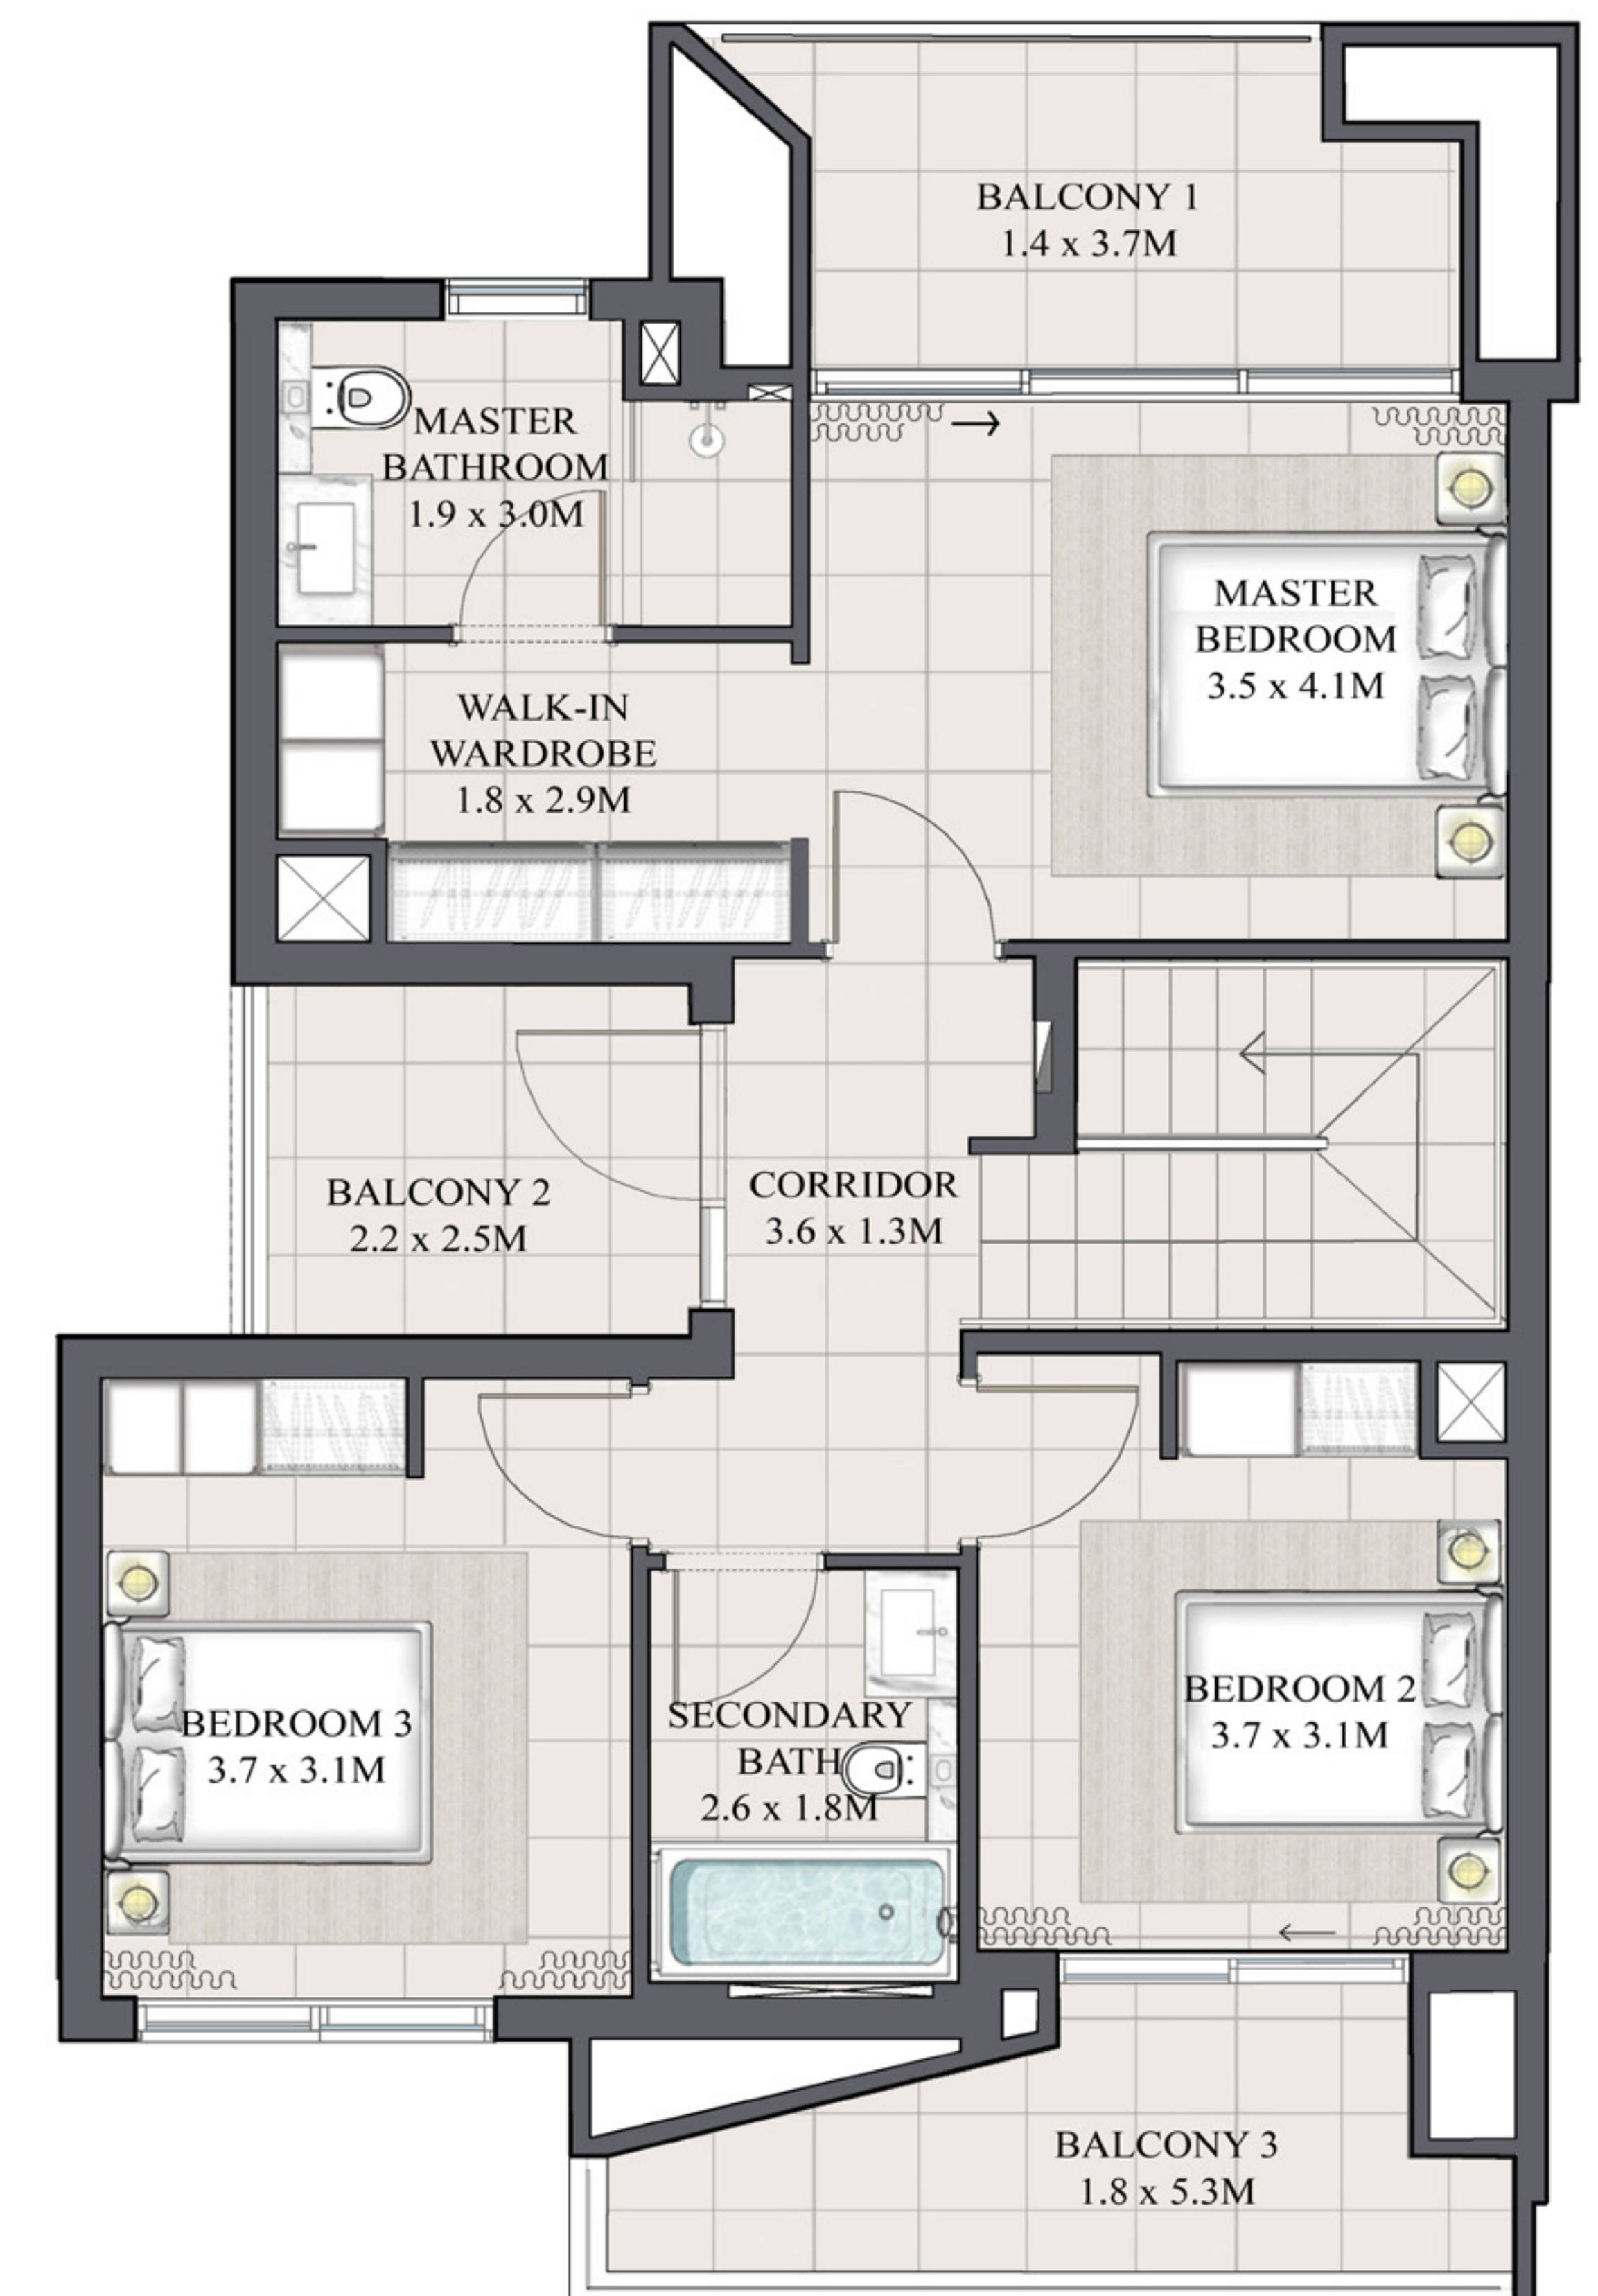 BALCONY 1
1.4 x 3.7M
MASTER
BATHROOM
1.9 x 3.0M
MASTER
BEDROOM
3.5 x 4.1M
WALK-IN
WARDROBE
1.8 x 2.9M
BALCONY 2
2.2 x 2.5M
CORRIDOR
3.6 x 1.3M
BEDROOM 3
3.7 x 3.1M
SECONDARY
BATH
2.6 x 1.8M
BEDROOM 2
3.7 x 3.1M
BALCONY 3
1.8 x 5.3M